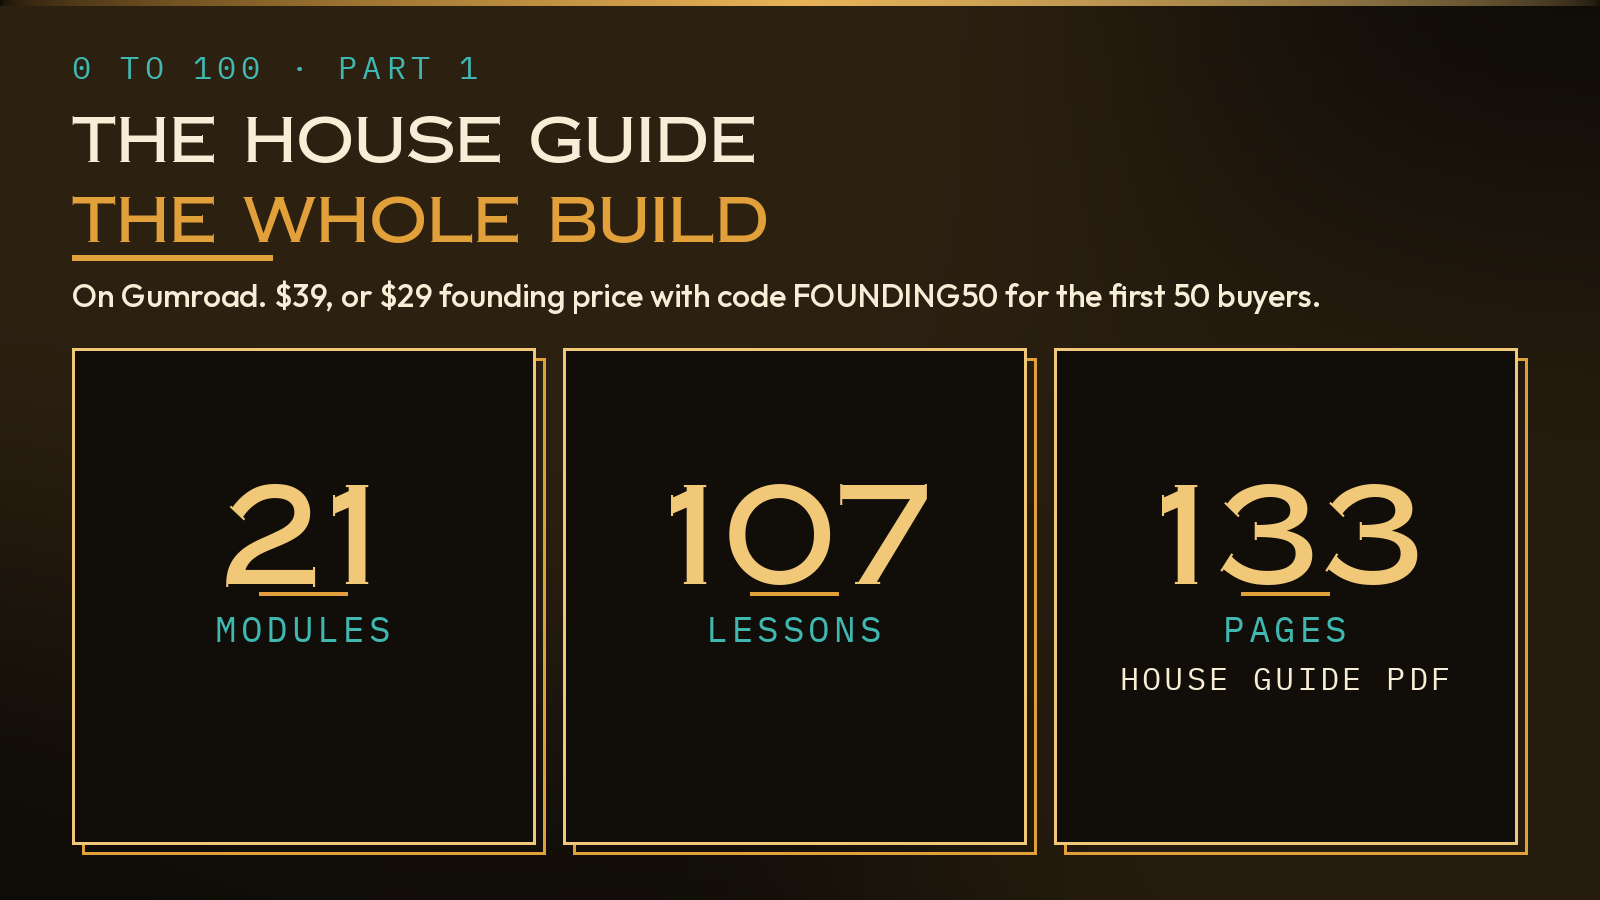 0 TO 100 · PART 1
THE HOUSE GUIDE
THE WHOLE BUILD
On Gumroad. $39, or $29 founding price with code FOUNDING50 for the first 50 buyers.
21
MODULES
107
LESSONS
133
PAGES
HOUSE GUIDE PDF